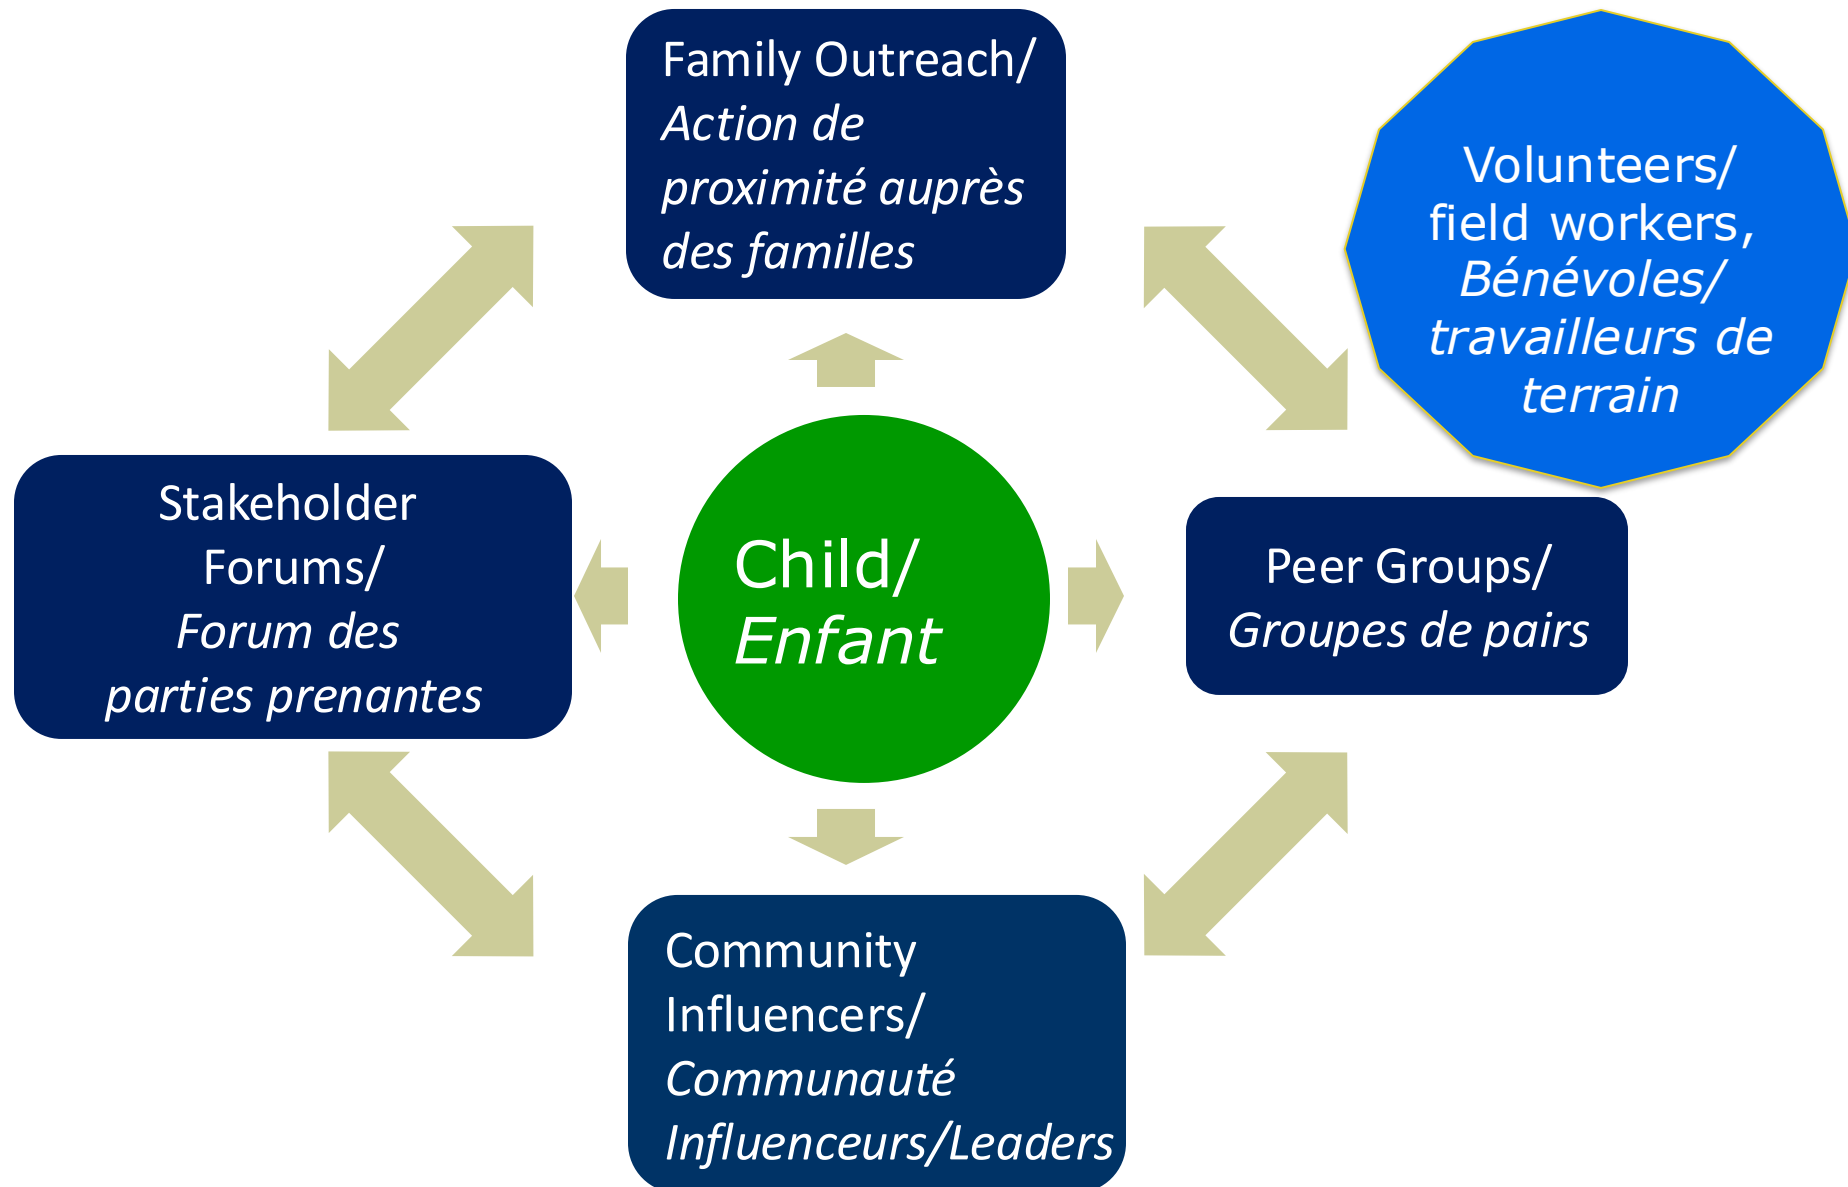 Family Outreach/
Action de
proximité auprès
des familles
Volunteers/
field workers,
Bénévoles/
travailleurs de
terrain
Stakeholder
Forums/
Forum des
parties prenantes
Child/
Enfant
Peer Groups/
Groupes de pairs
Community
Influencers/
Communauté
Influenceurs/Leaders